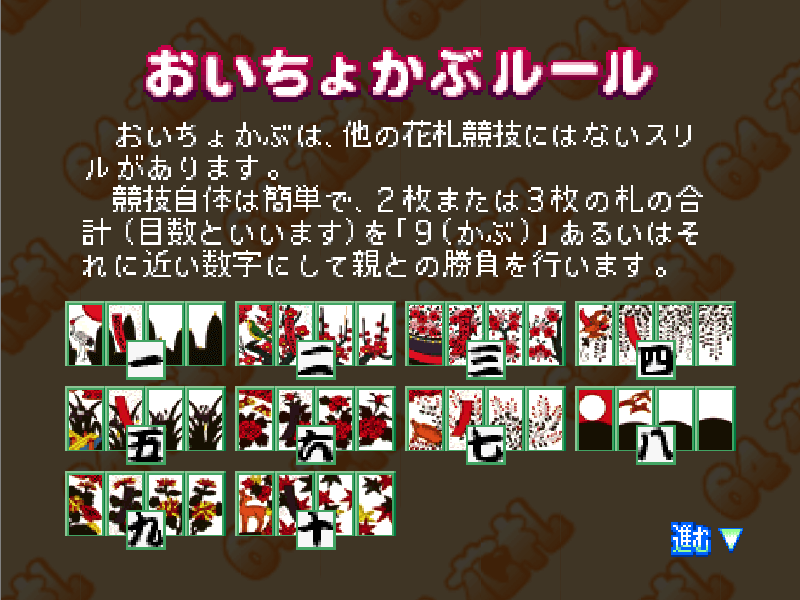 おいちょかぶルール
おいちょかぶは、他の花札競技にはないスリ
ルがあります。
競技自体は簡単で、2枚または3枚の札の合
計(目数といいます)を「9(かぶ)」あるいはそ
れに近い数字にして親との勝負を行います。
一 二 三 四
五 六 七 八
九 十
進む ▼